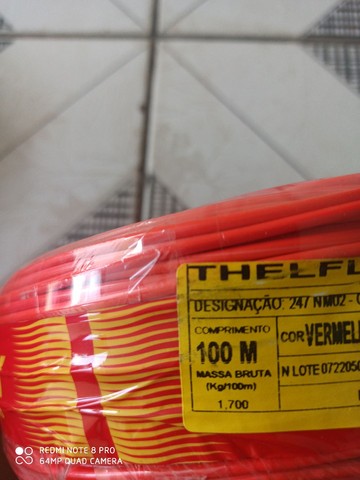 THELFL
DESIGNAÇÃO: 247 NM02 -
COMPRIMENTO
100 M
COR VERMEL
MASSA BRUTA
(Kg/100m)
N LOTE 0722050
1,700
REDMI NOTE 8 PRO
64MP QUAD CAMERA